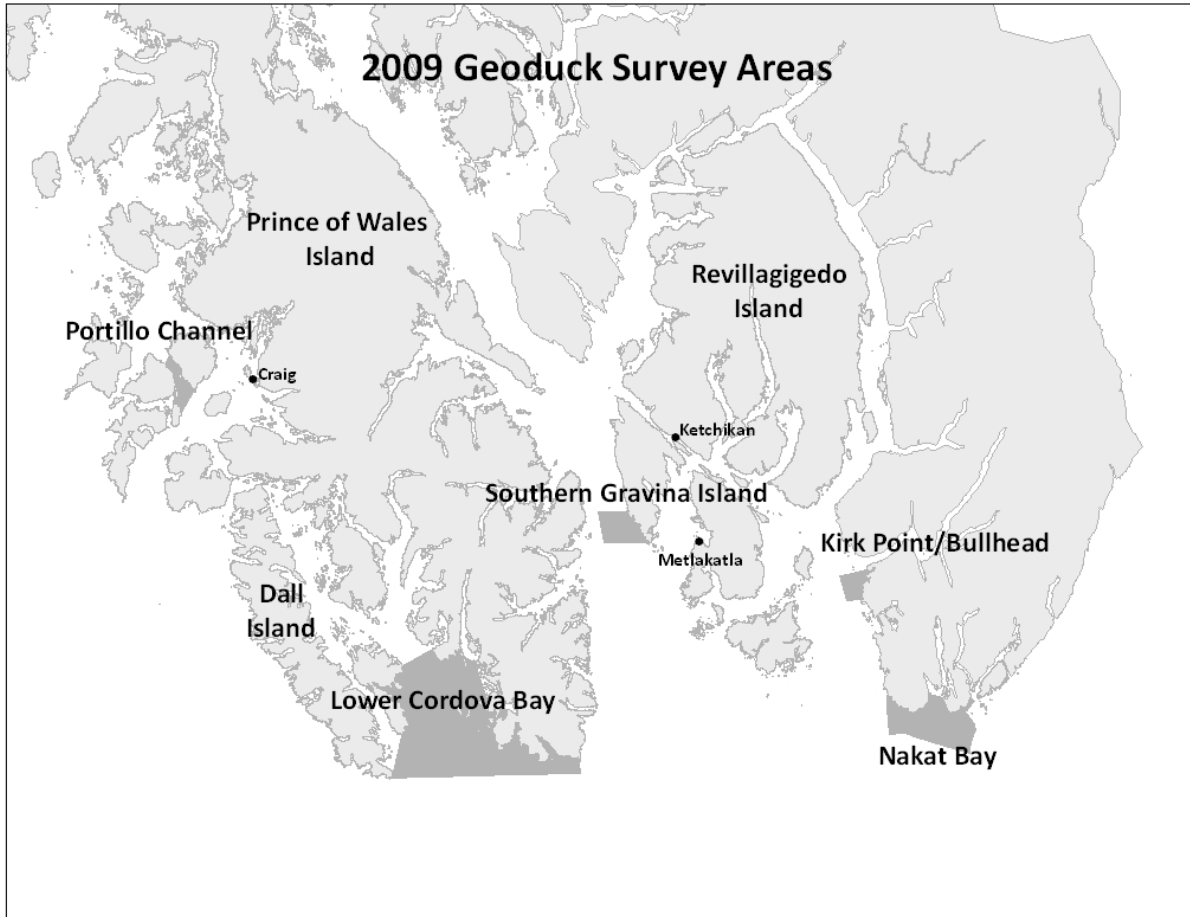 2009 Geoduck Survey Areas
Prince of Wales
Island
Revillagigedo
Island
Portillo Channel
Craig
Ketchikan
Southern Gravina Island
Kirk Point/Bullhead
Metlakatla
Dall
Island
Lower Cordova Bay
Nakat Bay